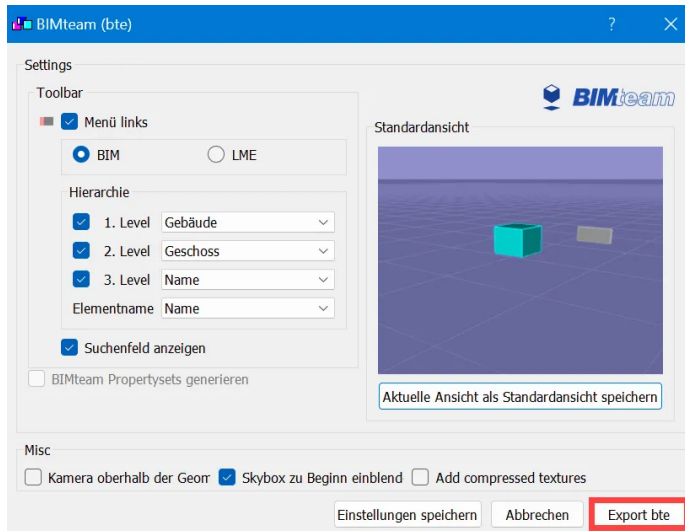 BIMteam (bte)
Settings
Toolbar
BIMteam
Menü links
Standardansicht
BIM
LME
Hierarchie
1. Level Gebäude
2. Level Geschoss
3. Level Name
Elementname Name
Suchenfeld anzeigen
BIMteam Propertysets generieren
Aktuelle Ansicht als Standardansicht speichern
Misc
Kamera oberhalb der Geom Skybox zu Beginn einblend Add compressed textures
Einstellungen speichern Abbrechen Export bte